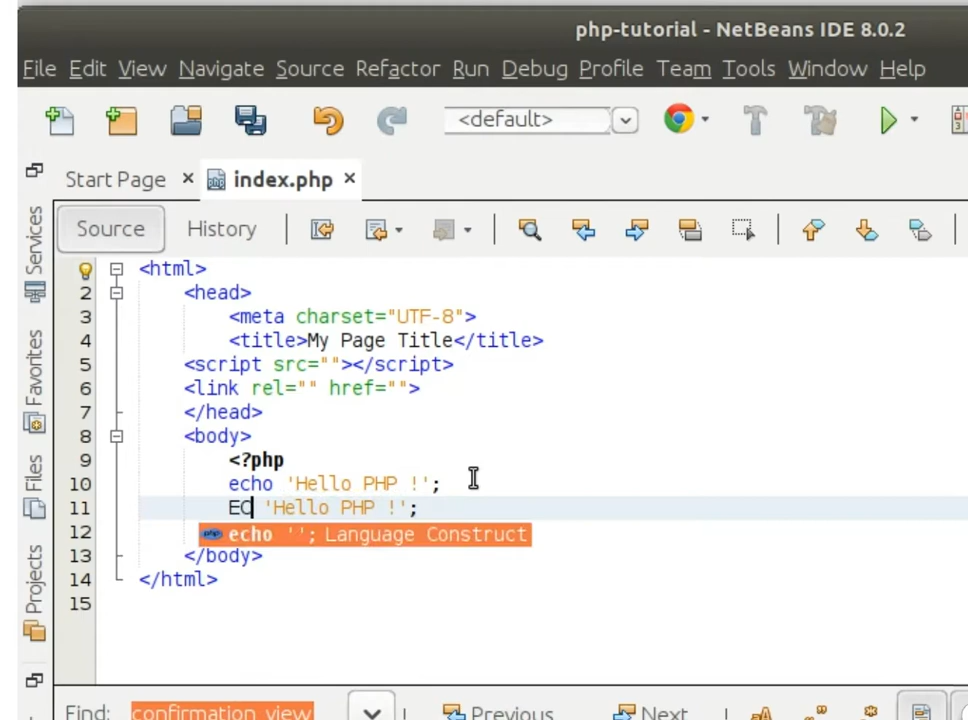 php-tutorial - NetBeans IDE 8.0.2
File Edit View Navigate Source Refactor Run Debug Profile Team Tools Window Help
<default>
Start Page × index.php ×
Source History
Services
Favorites
Files
Projects
<html>
2 <head>
3 <meta charset="UTF-8">
4 <title>My Page Title</title>
5 <script src=""></script>
6 <link rel="" href="">
7 </head>
8 <body>
9 <?php
10 echo 'Hello PHP !';
11 EC 'Hello PHP !';
12 php echo ''; Language Construct
13 </body>
14 </html>
15
Find: confirmation_view Previous Next